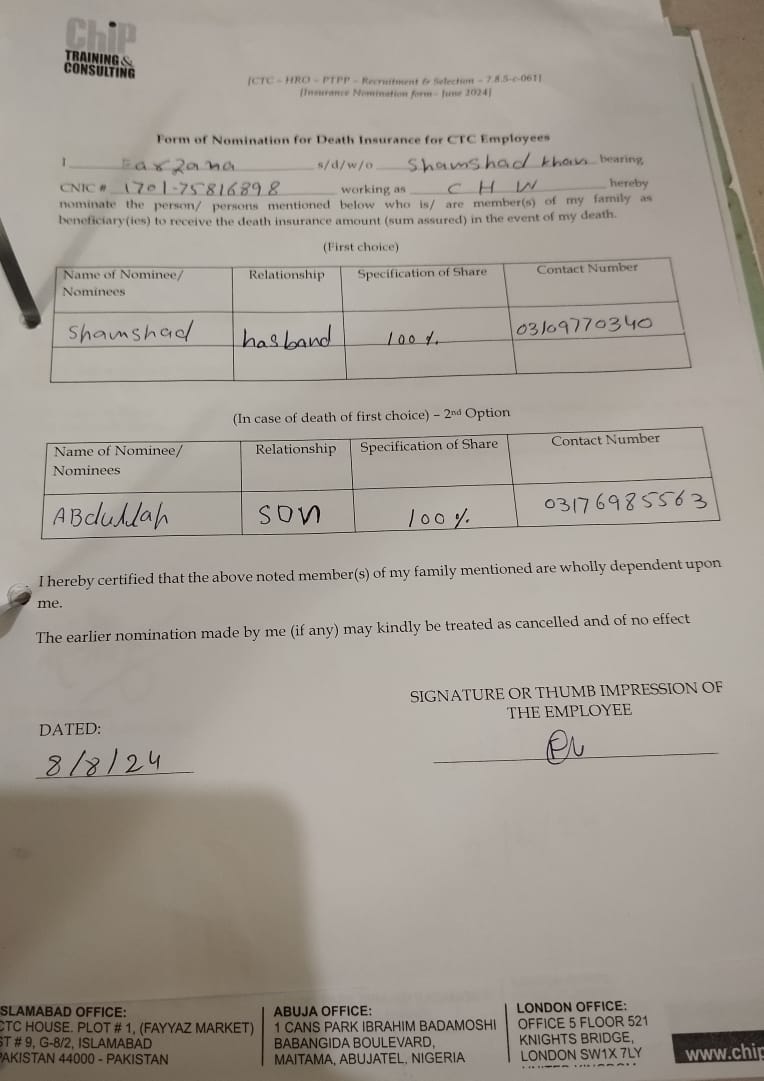 ChiP
TRAINING &
CONSULTING
[CTC – HRO – PTPP – Recruitment & Selection – 7.8.5-c-061]
[Insurance Nomination form – June 2024]
Form of Nomination for Death Insurance for CTC Employees
I Farzana s/d/w/o Shamshad khan bearing
CNIC # 1701-75816898 working as C H W hereby
nominate the person/ persons mentioned below who is/ are member(s) of my family as
beneficiary(ies) to receive the death insurance amount (sum assured) in the event of my death.
(First choice)
Name of Nominee/ Relationship Specification of Share Contact Number
Nominees
Shamshad hasband 100 %. 03169770340
(In case of death of first choice) – 2nd Option
Name of Nominee/ Relationship Specification of Share Contact Number
Nominees
ABdullah son 100 %. 03176985563
I hereby certified that the above noted member(s) of my family mentioned are wholly dependent upon
me.
The earlier nomination made by me (if any) may kindly be treated as cancelled and of no effect
SIGNATURE OR THUMB IMPRESSION OF
THE EMPLOYEE
DATED:
8/8/24
SLAMABAD OFFICE: ABUJA OFFICE: LONDON OFFICE:
CTC HOUSE. PLOT # 1, (FAYYAZ MARKET) 1 CANS PARK IBRAHIM BADAMOSHI OFFICE 5 FLOOR 521
ST # 9, G-8/2, ISLAMABAD BABANGIDA BOULEVARD, KNIGHTS BRIDGE,
PAKISTAN 44000 - PAKISTAN MAITAMA, ABUJATEL, NIGERIA LONDON SW1X 7LY
www.chip